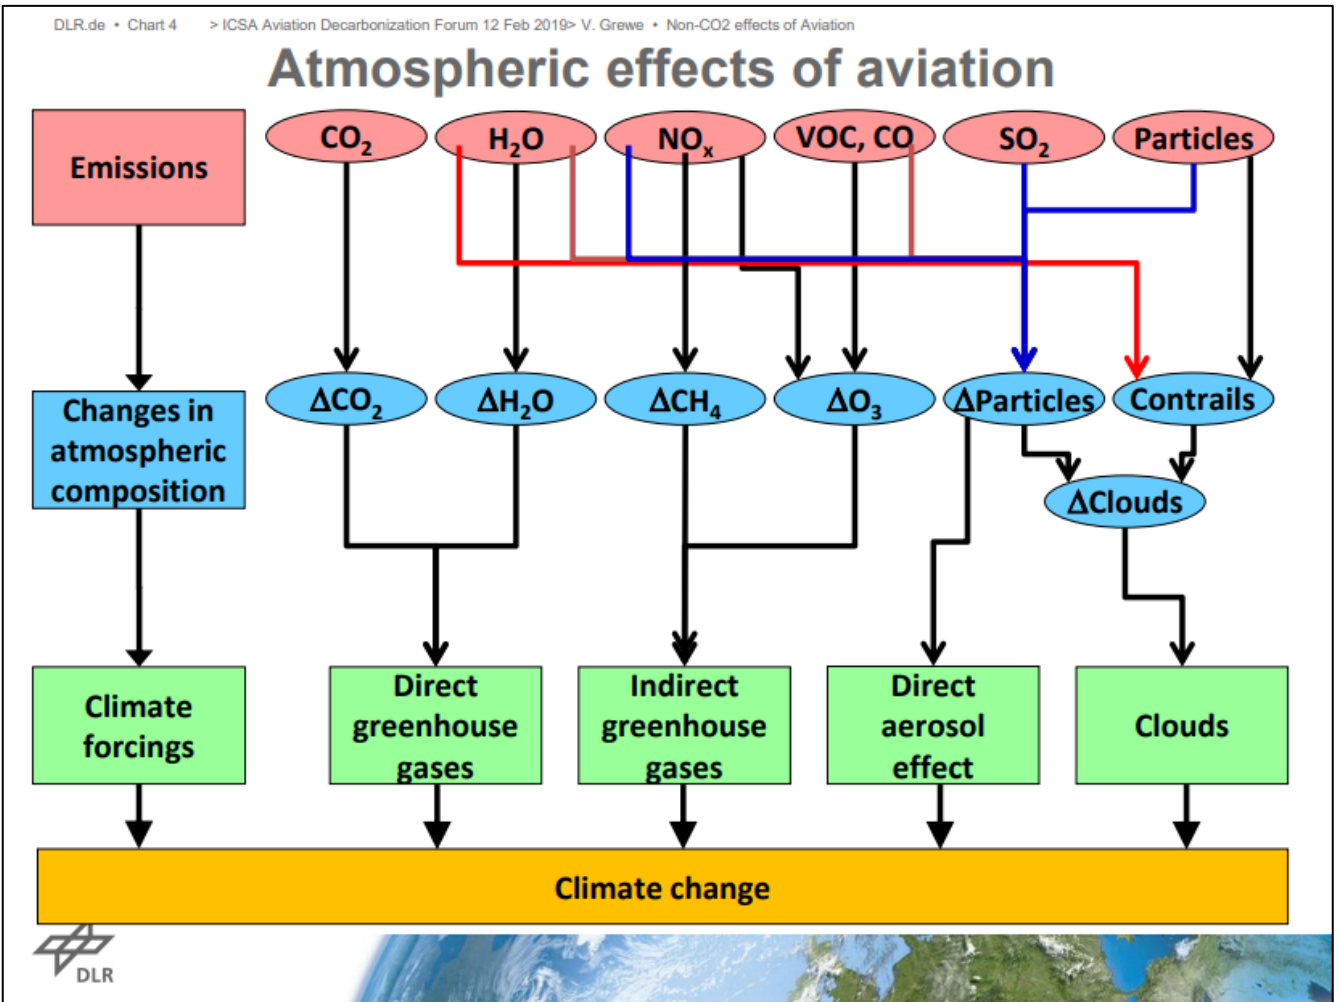 DLR.de • Chart 4 > ICSA Aviation Decarbonization Forum 12 Feb 2019> V. Grewe • Non-CO2 effects of Aviation
Atmospheric effects of aviation
Emissions
CO₂
H₂O
NOₓ
VOC, CO
SO₂
Particles
Changes in
atmospheric
composition
ΔCO₂
ΔH₂O
ΔCH₄
ΔO₃
ΔParticles
Contrails
ΔClouds
Climate
forcings
Direct
greenhouse
gases
Indirect
greenhouse
gases
Direct
aerosol
effect
Clouds
Climate change
DLR